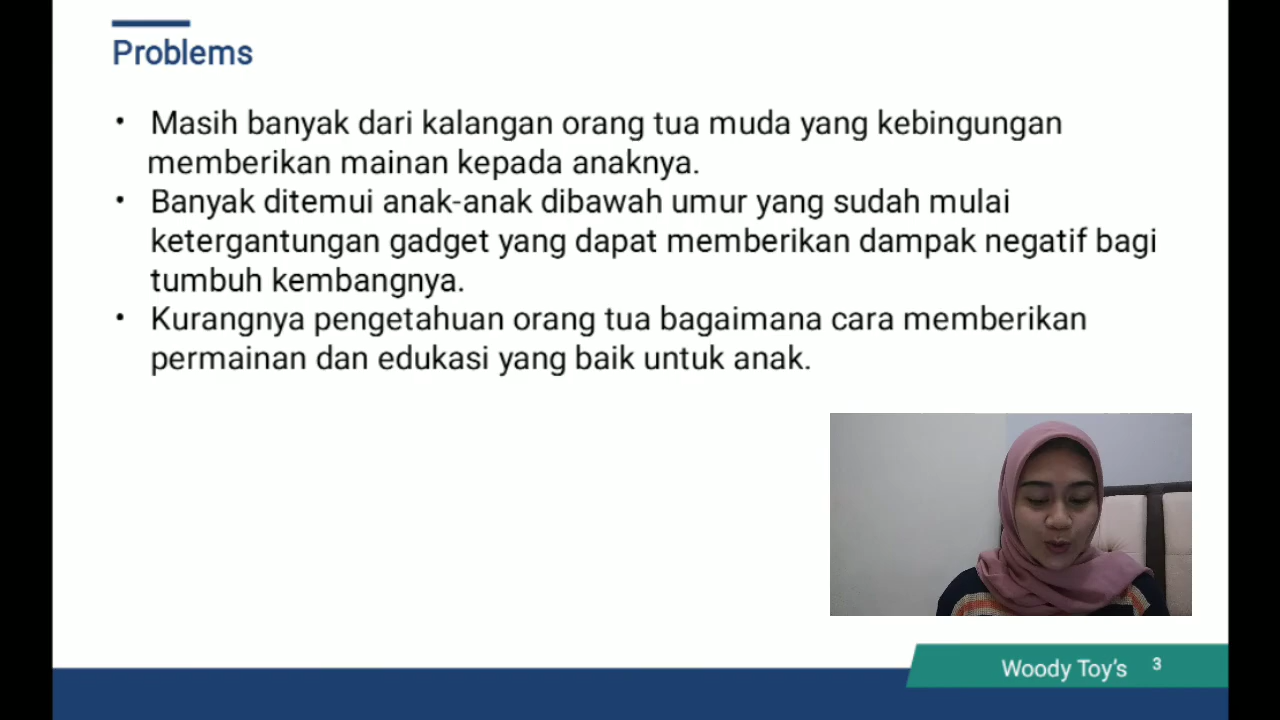 Problems
• Masih banyak dari kalangan orang tua muda yang kebingungan
memberikan mainan kepada anaknya.
• Banyak ditemui anak-anak dibawah umur yang sudah mulai
ketergantungan gadget yang dapat memberikan dampak negatif bagi
tumbuh kembangnya.
• Kurangnya pengetahuan orang tua bagaimana cara memberikan
permainan dan edukasi yang baik untuk anak.
Woody Toy's 3